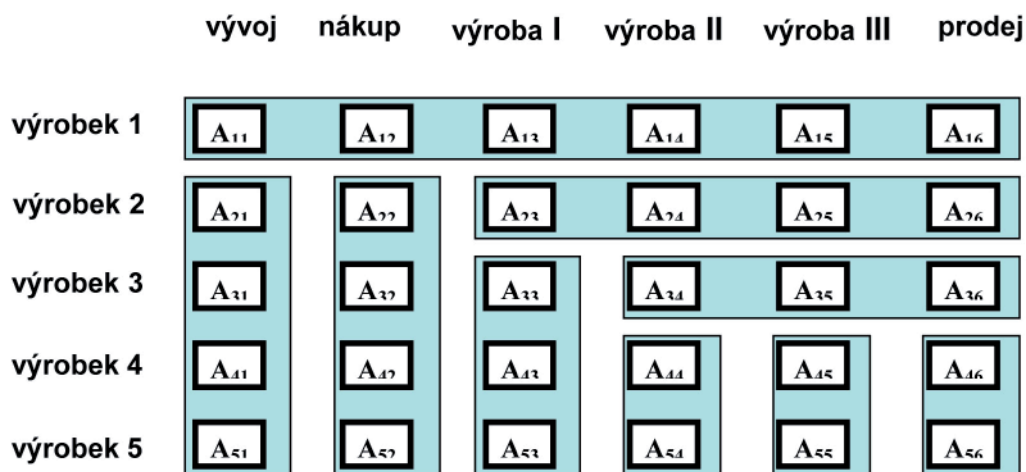 vývoj nákup výroba I výroba II výroba III prodej
výrobek 1 A11 A12 A13 A14 A15 A16
výrobek 2 A21 A22 A23 A24 A25 A26
výrobek 3 A31 A32 A33 A34 A35 A36
výrobek 4 A41 A42 A43 A44 A45 A46
výrobek 5 A51 A52 A53 A54 A55 A56